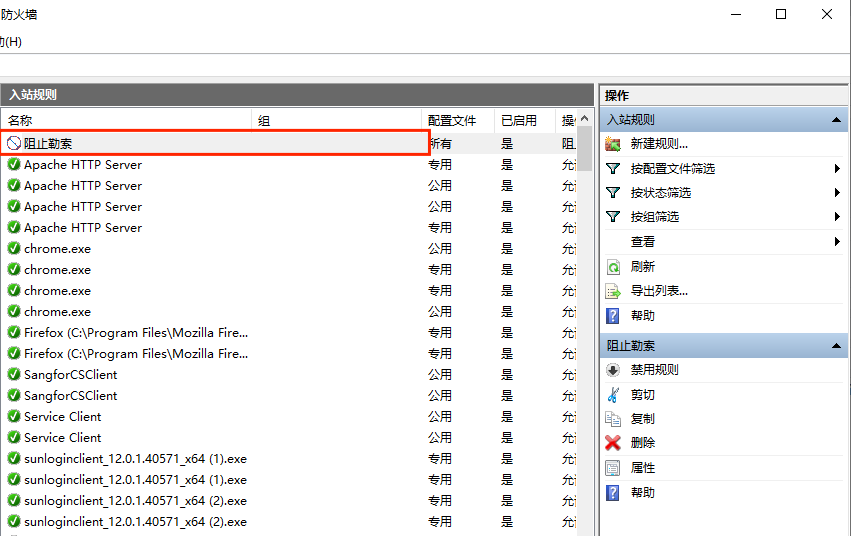 防火墙
助(H)
入站规则
名称 组 配置文件 已启用 操
阻止勒索 所有 是 阻
Apache HTTP Server 专用 是 允
Apache HTTP Server 公用 是 允
Apache HTTP Server 公用 是 允
Apache HTTP Server 专用 是 允
chrome.exe 公用 是 允
chrome.exe 专用 是 允
chrome.exe 专用 是 允
chrome.exe 公用 是 允
Firefox (C:\Program Files\Mozilla Fire... 专用 是 允
Firefox (C:\Program Files\Mozilla Fire... 专用 是 允
SangforCSClient 公用 是 允
SangforCSClient 公用 是 允
Service Client 公用 是 允
Service Client 公用 是 允
sunloginclient_12.0.1.40571_x64 (1).exe 专用 是 允
sunloginclient_12.0.1.40571_x64 (1).exe 专用 是 允
sunloginclient_12.0.1.40571_x64 (2).exe 专用 是 允
sunloginclient_12.0.1.40571_x64 (2).exe 专用 是 允
操作
入站规则
新建规则...
按配置文件筛选
按状态筛选
按组筛选
查看
刷新
导出列表...
帮助
阻止勒索
禁用规则
剪切
复制
删除
属性
帮助